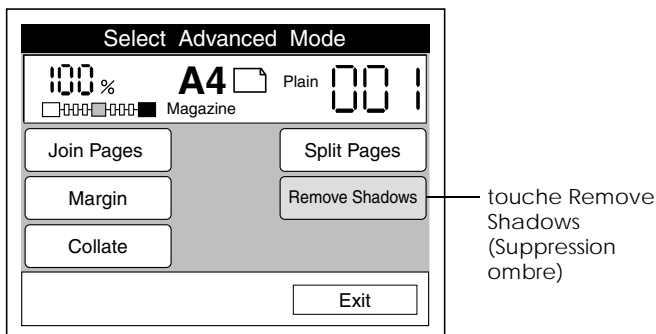 Select Advanced Mode
100 % A4 Plain 001
Magazine
Join Pages Split Pages
Margin Remove Shadows
Collate
Exit
touche Remove
Shadows
(Suppression
ombre)